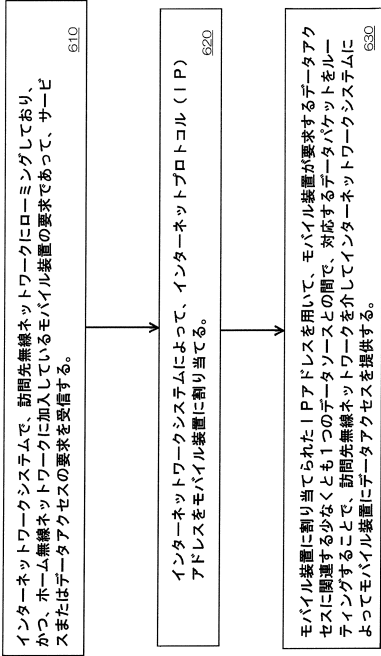 インターネットワークシステムで、訪問先無線ネットワークにローミングしており、
かつ、ホーム無線ネットワークに加入しているモバイル装置の要求であって、サービ
スまたはデータアクセスの要求を受信する。
610
インターネットワークシステムによって、インターネットプロトコル（ＩＰ）
アドレスをモバイル装置に割り当てる。
620
モバイル装置に割り当てられたＩＰアドレスを用いて、モバイル装置が要求するデータアク
セスに関連する少なくとも１つのデータソースとの間で、対応するデータパケットをルー
ティングすることで、訪問先無線ネットワークを介してインターネットワークシステムに
よってモバイル装置にデータアクセスを提供する。
630